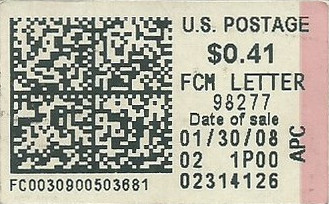 U.S. POSTAGE
$0.41
FCM LETTER
98277
Date of sale
01/30/08
02 1P00
02314126
APC
FC0030900503681